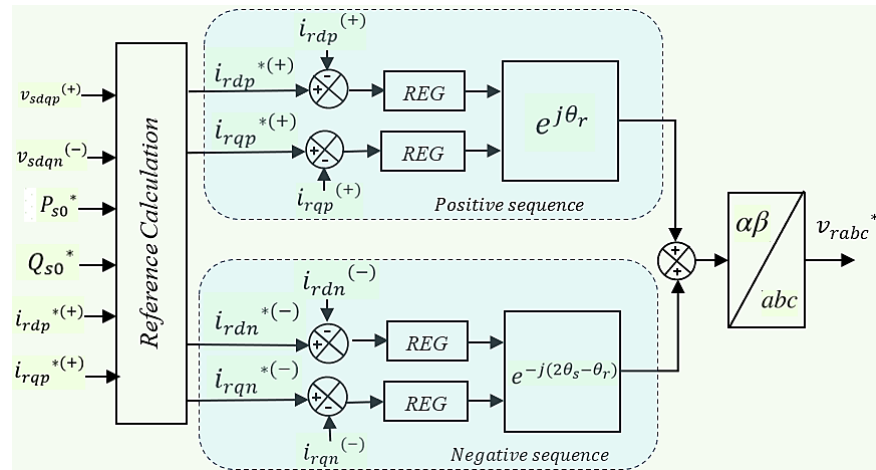 i_rdp^(+)
v_sdqp^(+)
v_sdqn^(-)
P_s0^*
Q_s0^*
i_rdp^*(+)
i_rqp^*(+)
Reference Calculation
i_rdp^*(+)
REG
i_rqp^*(+)
REG
i_rqp^(+)
e^jθ_r
Positive sequence
i_rdn^(-)
i_rdn^*(-)
REG
i_rqn^*(-)
REG
i_rqn^(-)
e^-j(2θ_s-θ_r)
Negative sequence
αβ
abc
v_rabc^*